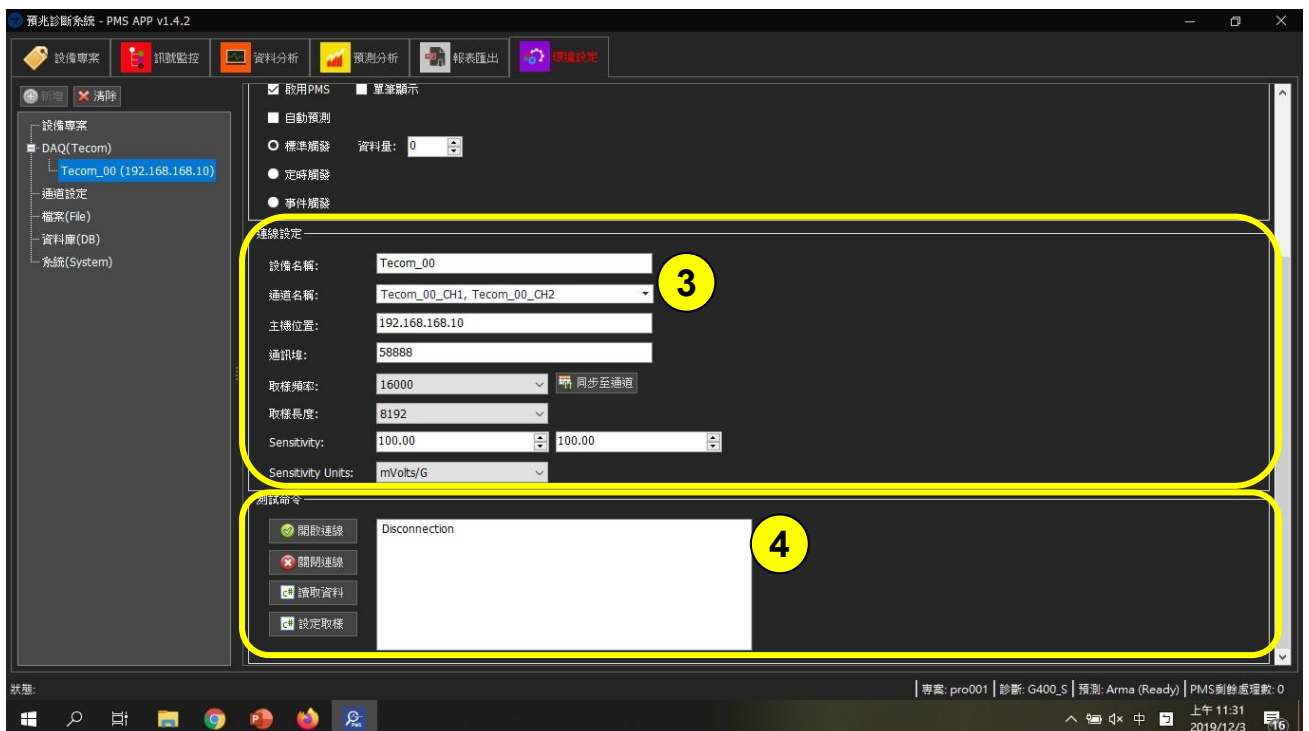 預兆診斷系統 - PMS APP v1.4.2
設備專案 訊號監控 資料分析 預測分析 報表匯出 環境設定
新增 清除
設備專案
DAQ(Tecom)
Tecom_00 (192.168.168.10)
通道設定
檔案(File)
資料庫(DB)
系統(System)
啟用PMS 單筆顯示
自動預測
標準觸發 資料量: 0
定時觸發
事件觸發
連線設定
設備名稱: Tecom_00
通道名稱: Tecom_00_CH1, Tecom_00_CH2
3
主機位置: 192.168.168.10
通訊埠: 58888
取樣頻率: 16000 同步至通道
取樣長度: 8192
Sensitivity: 100.00 100.00
Sensitivity Units: mVolts/G
測試命令
開啟連線 Disconnection
4
關閉連線
讀取資料
設定取樣
狀態: 專案: pro001 診斷: G400_S 預測: Arma (Ready) PMS剩餘處理數: 0
中 上午 11:31
2019/12/3 16